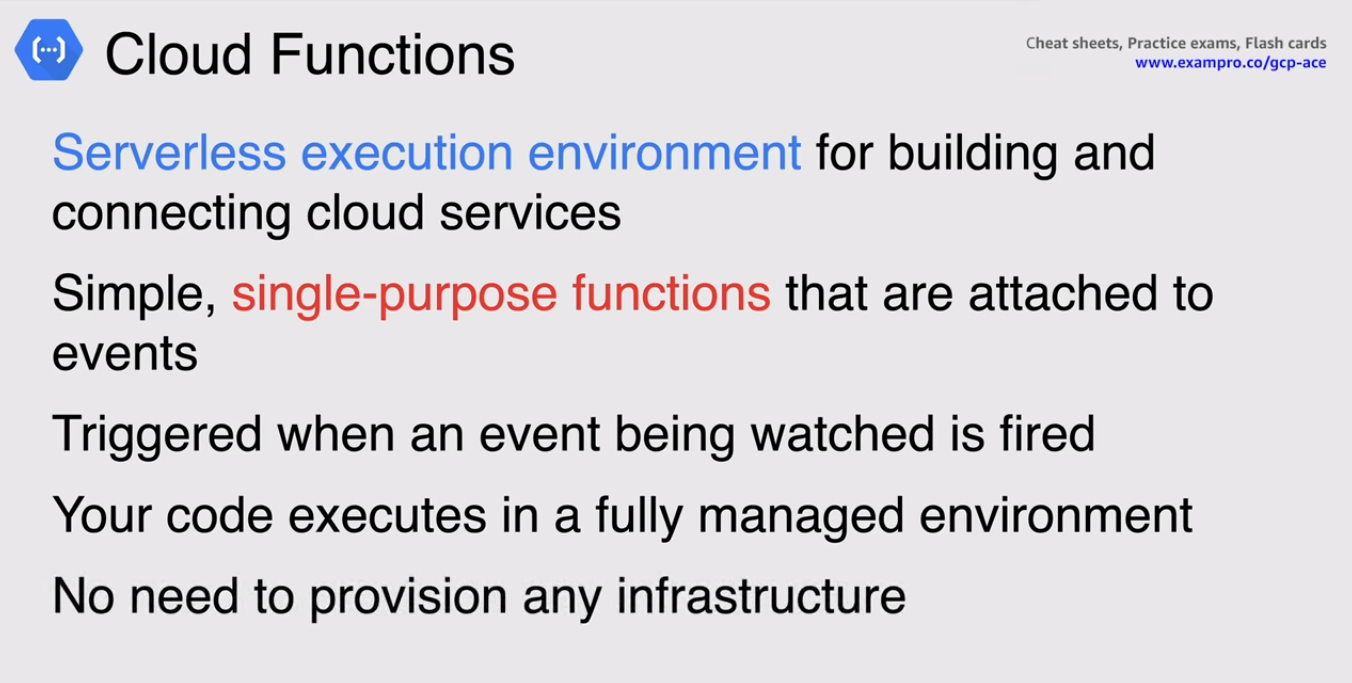 Cloud Functions
Cheat sheets, Practice exams, Flash cards
www.exampro.co/gcp-ace
Serverless execution environment for building and
connecting cloud services
Simple, single-purpose functions that are attached to
events
Triggered when an event being watched is fired
Your code executes in a fully managed environment
No need to provision any infrastructure